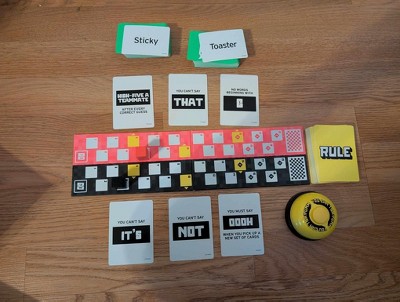 Sticky
Toaster
HIGH-FIVE A
TEAMMATE
AFTER EVERY
CORRECT GUESS
YOU CAN'T SAY
THAT
NO WORDS
BEGINNING WITH
RULE
YOU CAN'T SAY
IT'S
YOU CAN'T SAY
NOT
YOU MUST SAY
OOOH
WHEN YOU PICK UP A
NEW SET OF CARDS